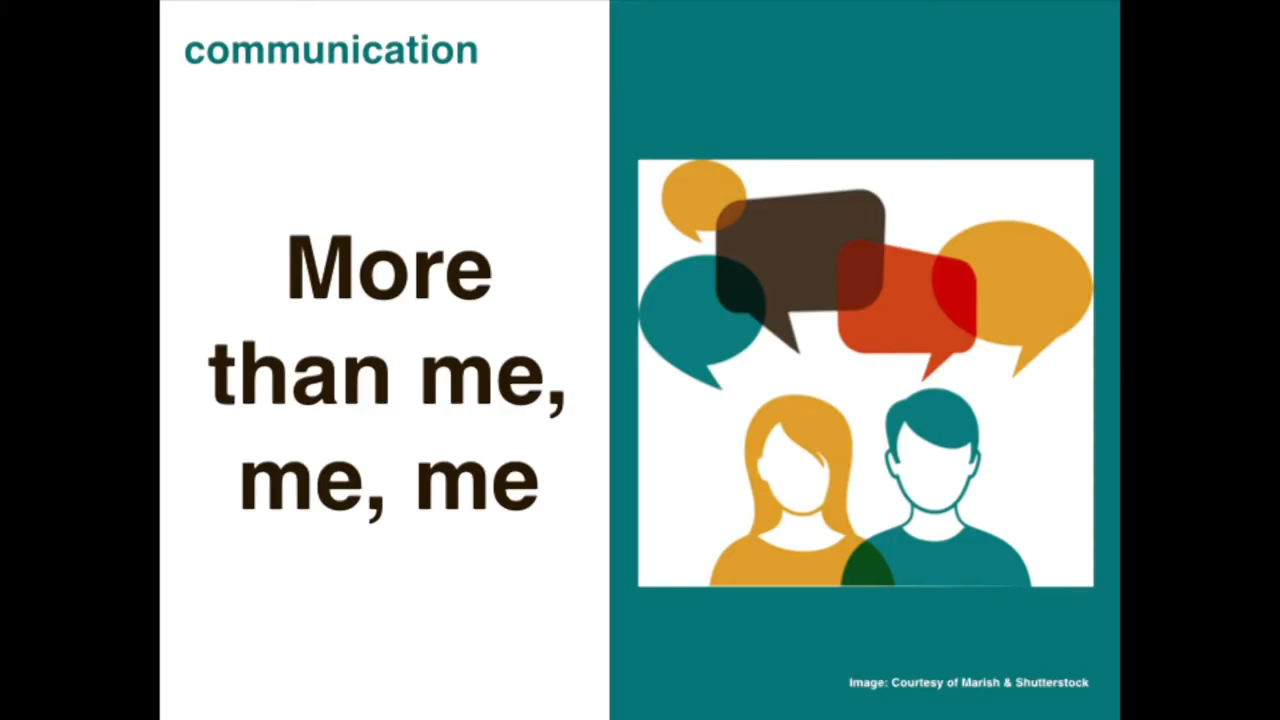 communication
More
than me,
me, me
Image: Courtesy of Marish & Shutterstock